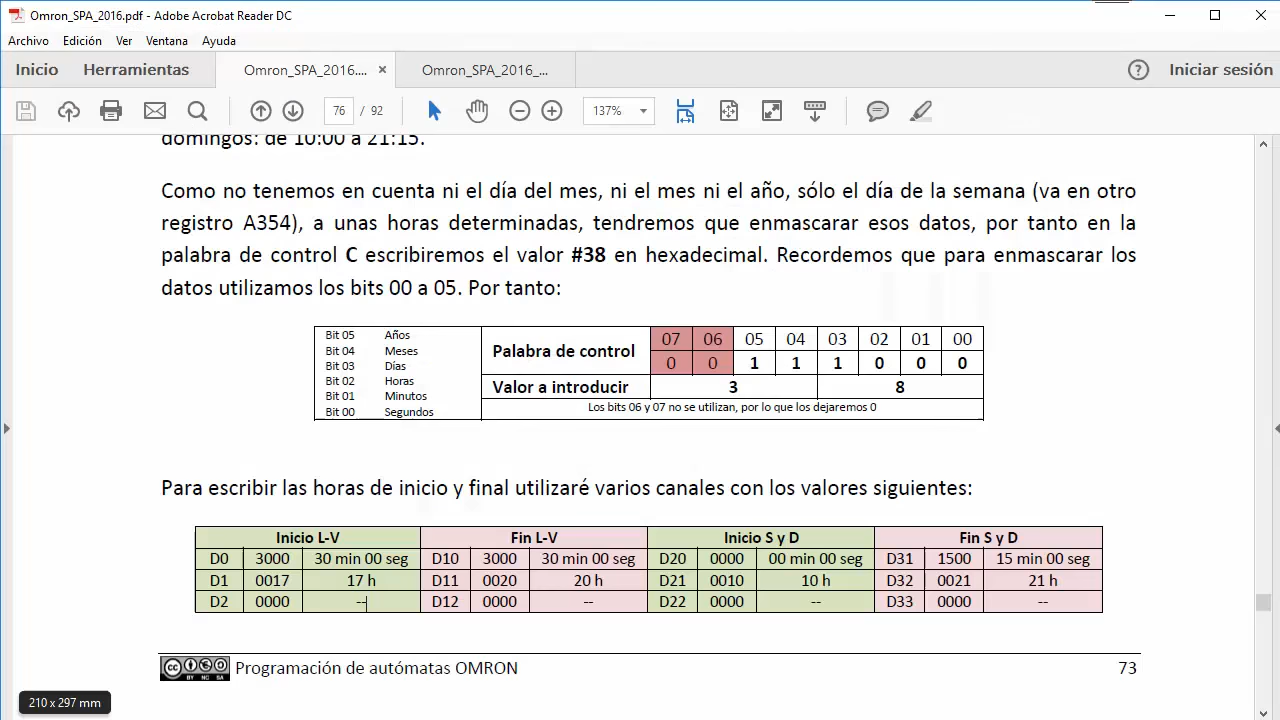 Omron_SPA_2016.pdf - Adobe Acrobat Reader DC
Archivo Edición Ver Ventana Ayuda
Inicio Herramientas Omron_SPA_2016.... × Omron_SPA_2016_... ? Iniciar sesión
76 / 92 137%
domingos: de 10:00 a 21:15.
Como no tenemos en cuenta ni el día del mes, ni el mes ni el año, sólo el día de la semana (va en otro
registro A354), a unas horas determinadas, tendremos que enmascarar esos datos, por tanto en la
palabra de control C escribiremos el valor #38 en hexadecimal. Recordemos que para enmascarar los
datos utilizamos los bits 00 a 05. Por tanto:
Bit 05 Años
Bit 04 Meses
Bit 03 Días
Bit 02 Horas
Bit 01 Minutos
Bit 00 Segundos
Palabra de control 07 06 05 04 03 02 01 00
0 0 1 1 1 0 0 0
Valor a introducir 3 8
Los bits 06 y 07 no se utilizan, por lo que los dejaremos 0
Para escribir las horas de inicio y final utilizaré varios canales con los valores siguientes:
Inicio L-V Fin L-V Inicio S y D Fin S y D
D0 3000 30 min 00 seg D10 3000 30 min 00 seg D20 0000 00 min 00 seg D31 1500 15 min 00 seg
D1 0017 17 h D11 0020 20 h D21 0010 10 h D32 0021 21 h
D2 0000 -- D12 0000 -- D22 0000 -- D33 0000 --
CC BY NC SA Programación de autómatas OMRON 73
210 x 297 mm